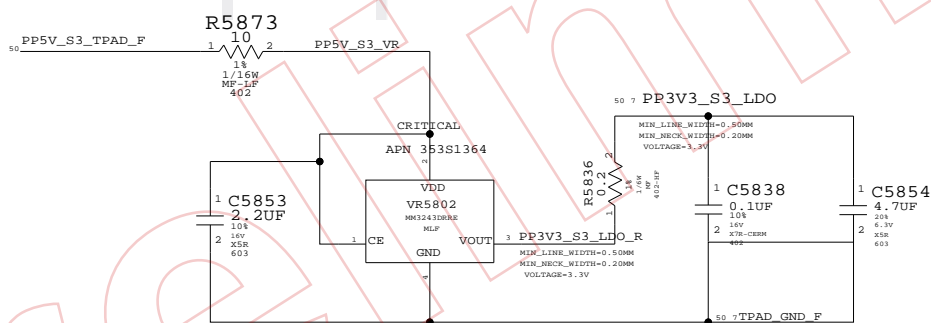 R5873
10
50 PP5V_S3_TPAD_F
1 2
PP5V_S3_VR
1%
1/16W
MF-LF
402
50 7 PP3V3_S3_LDO
MIN_LINE_WIDTH=0.50MM
MIN_NECK_WIDTH=0.20MM
VOLTAGE=3.3V
CRITICAL
APN 353S1364
2
VDD
VR5802
MM3243DRRE
MLF
1 CE
VOUT 3
GND
4
PP3V3_S3_LDO_R
MIN_LINE_WIDTH=0.50MM
MIN_NECK_WIDTH=0.20MM
VOLTAGE=3.3V
R5836
0.2
1%
1/6W
MF
402-HF
2
1
1 C5853
2.2UF
10%
2 16V
X5R
603
1 C5838
0.1UF
10%
2 16V
X7R-CERM
402
1 C5854
4.7UF
20%
2 6.3V
X5R
603
50 7 TPAD_GND_F